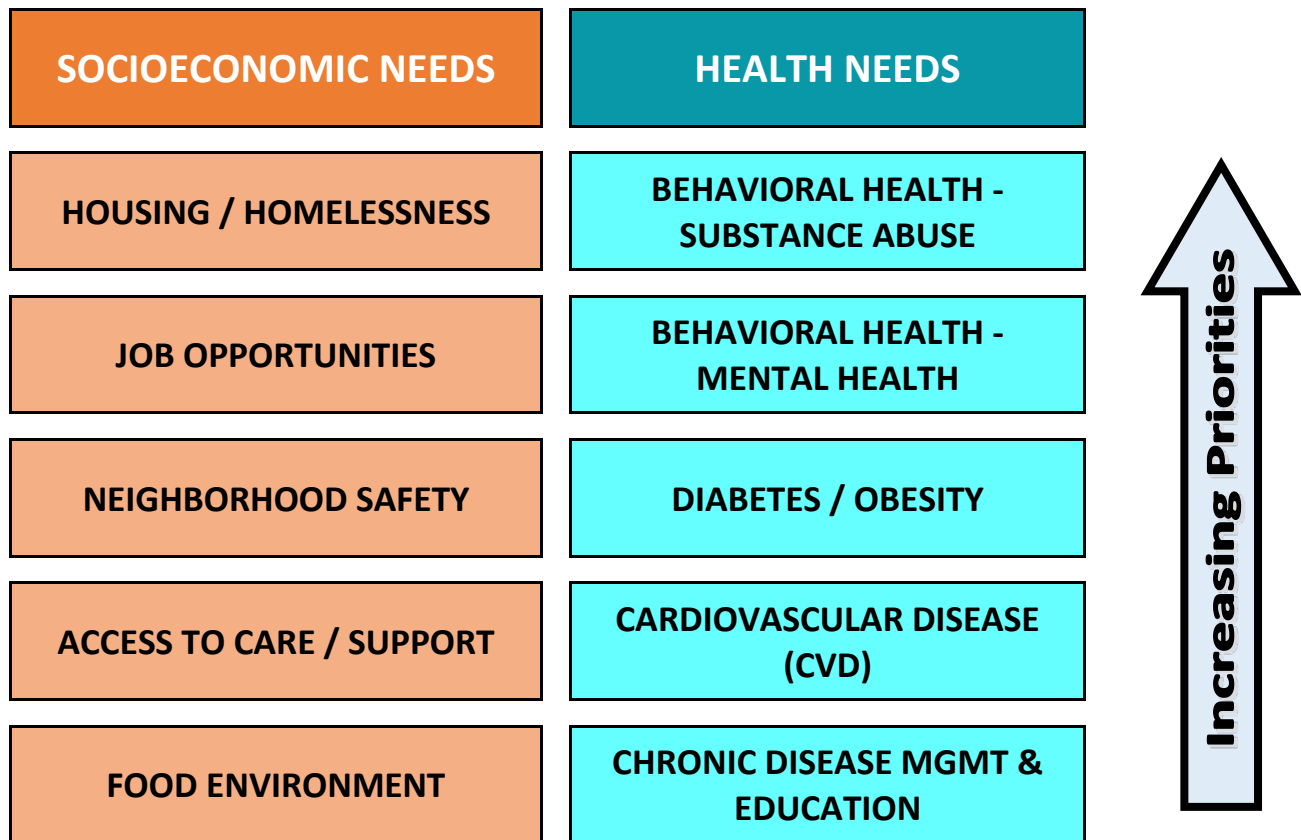 SOCIOECONOMIC NEEDS
HEALTH NEEDS
HOUSING / HOMELESSNESS
BEHAVIORAL HEALTH -
SUBSTANCE ABUSE
JOB OPPORTUNITIES
BEHAVIORAL HEALTH -
MENTAL HEALTH
NEIGHBORHOOD SAFETY
DIABETES / OBESITY
ACCESS TO CARE / SUPPORT
CARDIOVASCULAR DISEASE
(CVD)
FOOD ENVIRONMENT
CHRONIC DISEASE MGMT &
EDUCATION
Increasing Priorities